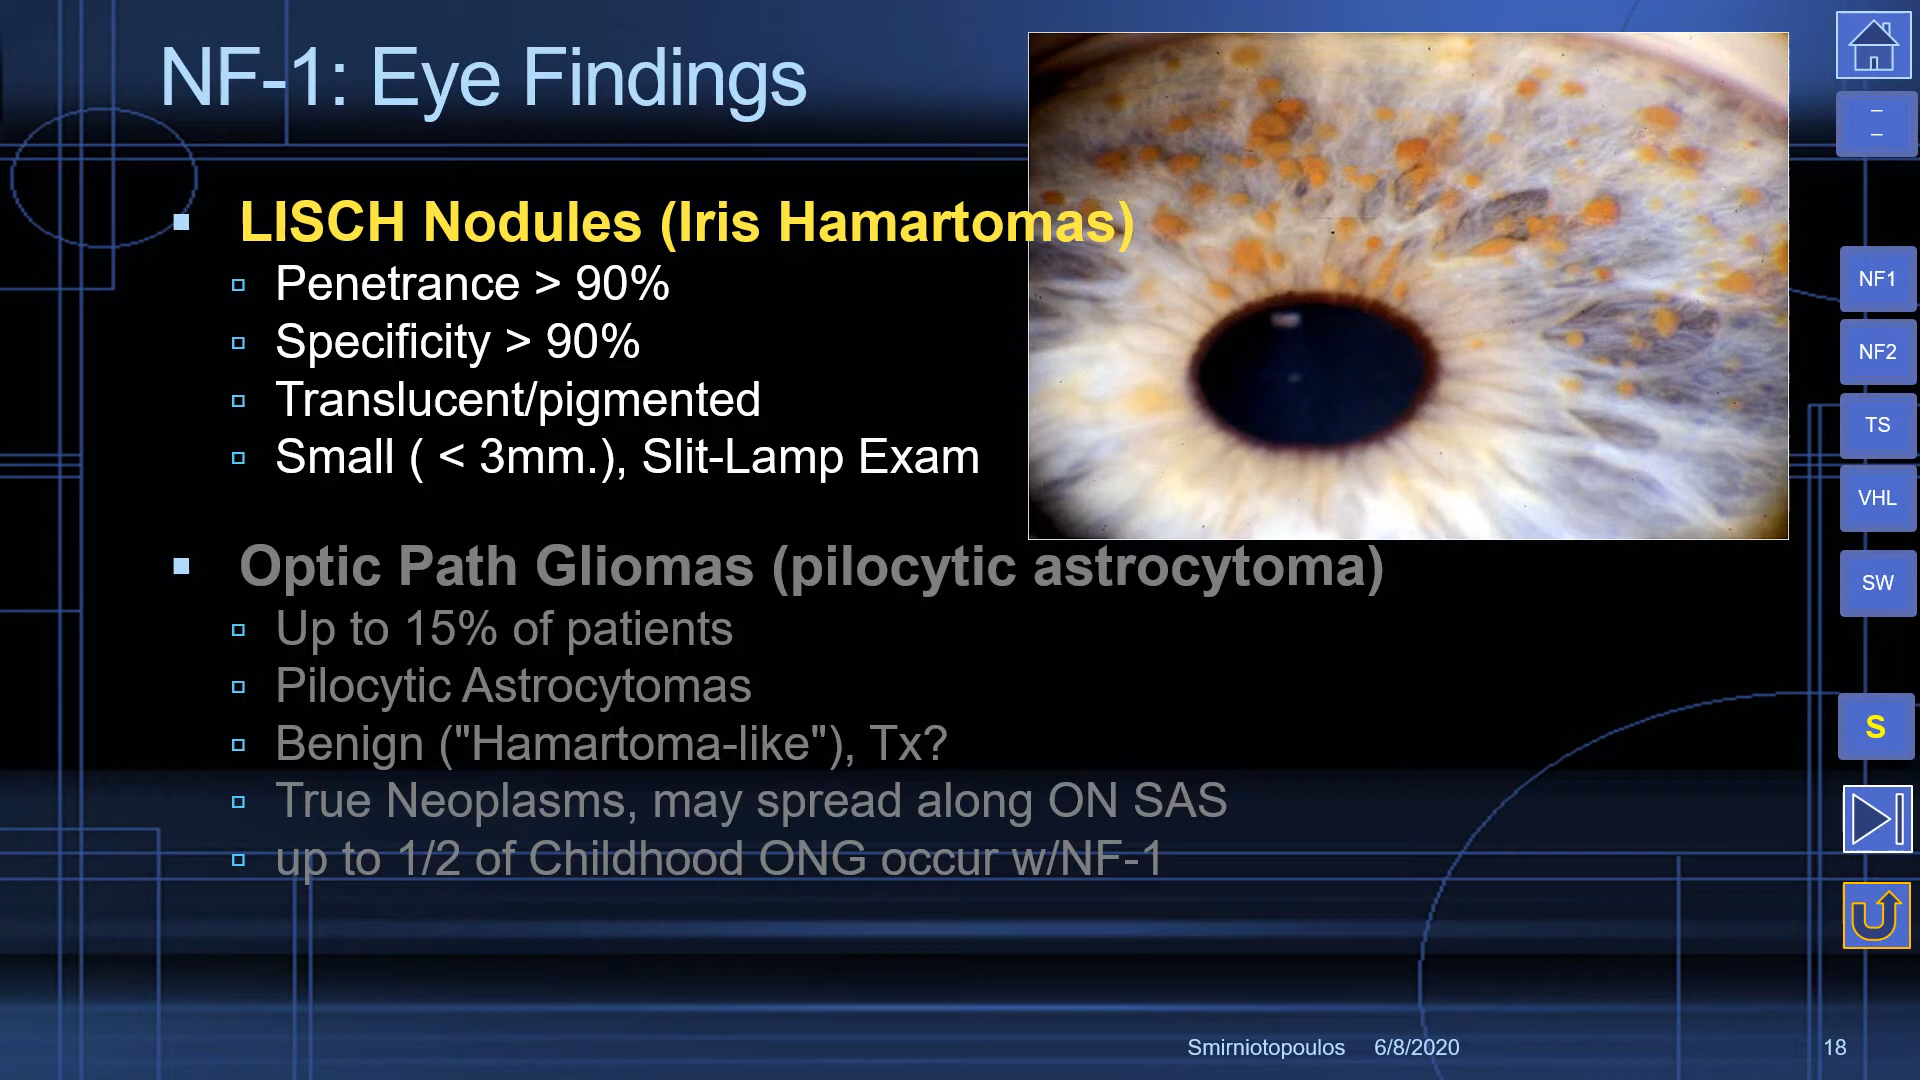 NF-1: Eye Findings
LISCH Nodules (Iris Hamartomas)
Penetrance > 90%
Specificity > 90%
Translucent/pigmented
Small ( < 3mm.), Slit-Lamp Exam
Optic Path Gliomas (pilocytic astrocytoma)
Up to 15% of patients
Pilocytic Astrocytomas
Benign ("Hamartoma-like"), Tx?
True Neoplasms, may spread along ON SAS
up to 1/2 of Childhood ONG occur w/NF-1
NF1
NF2
TS
VHL
SW
S
Smirniotopoulos 6/8/2020 18